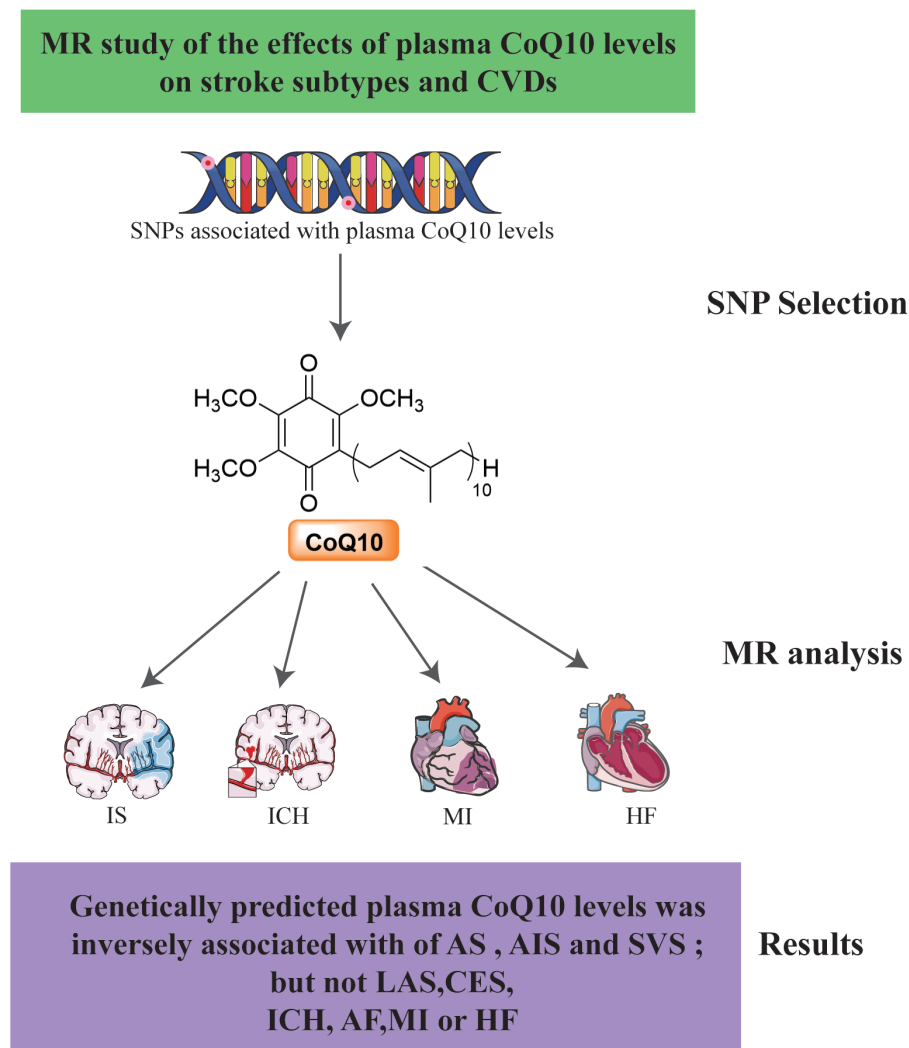 MR study of the effects of plasma CoQ10 levels
on stroke subtypes and CVDs
SNPs associated with plasma CoQ10 levels
SNP Selection
O
H₃CO
OCH₃
H₃CO
O
H
10
CoQ10
MR analysis
IS
ICH
MI
HF
Genetically predicted plasma CoQ10 levels was
inversely associated with of AS , AIS and SVS ;
but not LAS,CES,
ICH, AF,MI or HF
Results